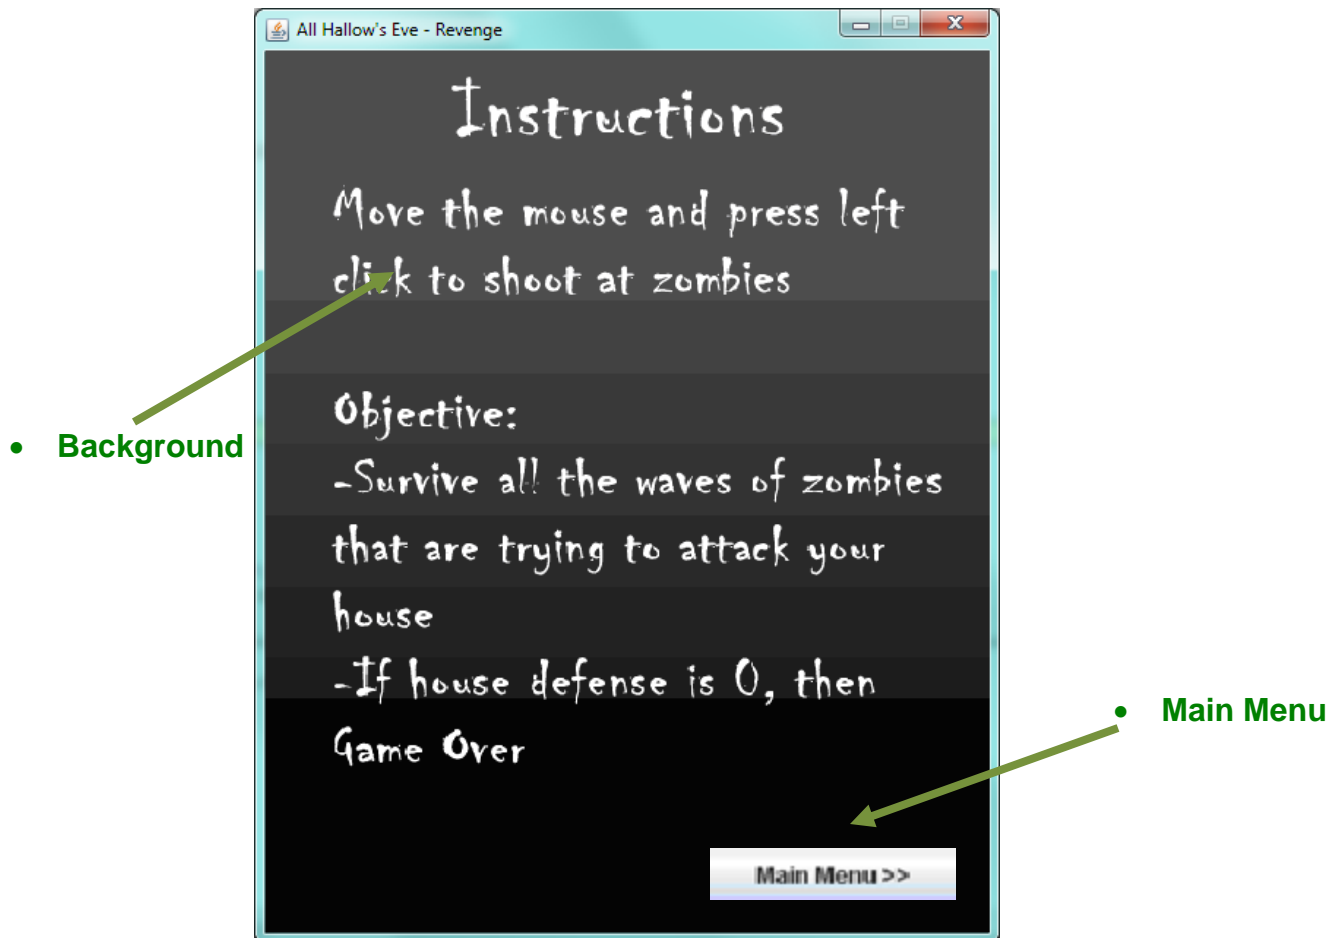 All Hallow's Eve - Revenge
Instructions
Move the mouse and press left
click to shoot at zombies
Objective:
• Background
-Survive all the waves of zombies
that are trying to attack your
house
-If house defense is 0, then
• Main Menu
Game Over
Main Menu >>